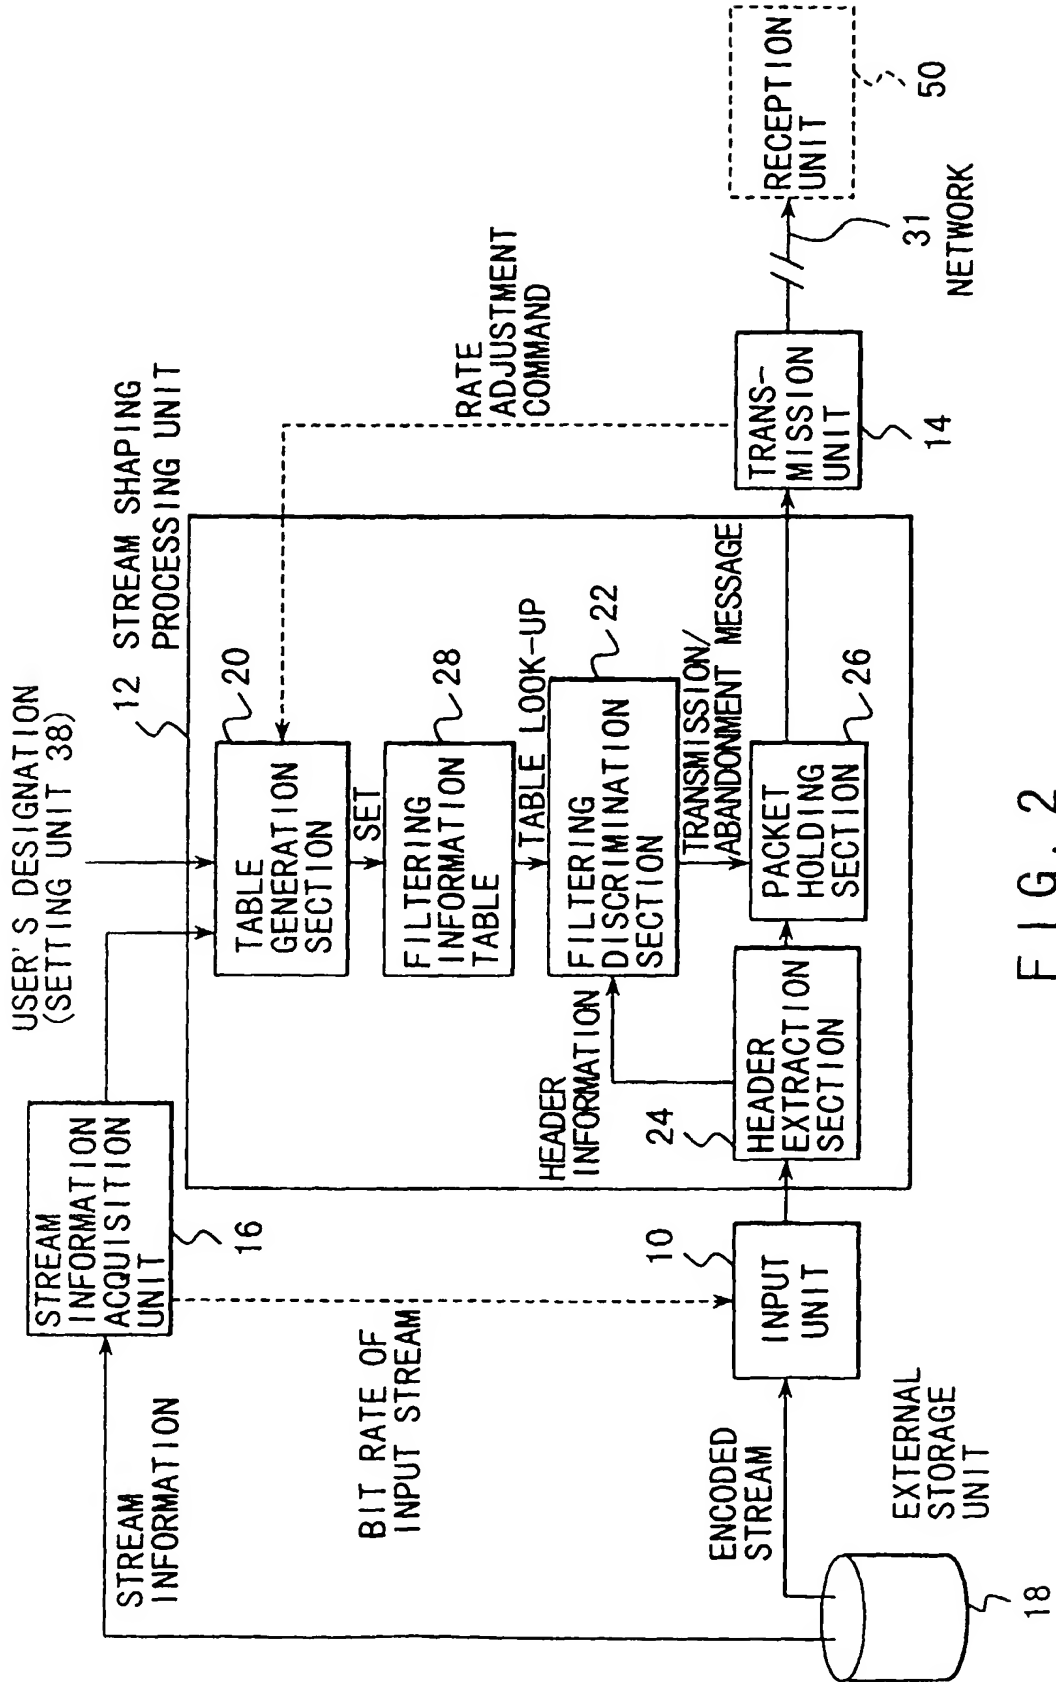 USER'S DESIGNATION
(SETTING UNIT 38)
12 STREAM SHAPING
PROCESSING UNIT
STREAM
INFORMATION
ACQUISITION
UNIT
16
STREAM
INFORMATION
BIT RATE OF
INPUT STREAM
TABLE
GENERATION
SECTION
20
SET
FILTERING
INFORMATION
TABLE
28
TABLE LOOK-UP
FILTERING
DISCRIMINATION
SECTION
22
HEADER
INFORMATION
TRANSMISSION/
ABANDONMENT MESSAGE
RATE
ADJUSTMENT
COMMAND
ENCODED
STREAM
INPUT
UNIT
10
HEADER
EXTRACTION
SECTION
24
PACKET
HOLDING
SECTION
26
TRANS-
MISSION
UNIT
14
RECEPTION
UNIT
50
31
NETWORK
EXTERNAL
STORAGE
UNIT
18
FIG. 2